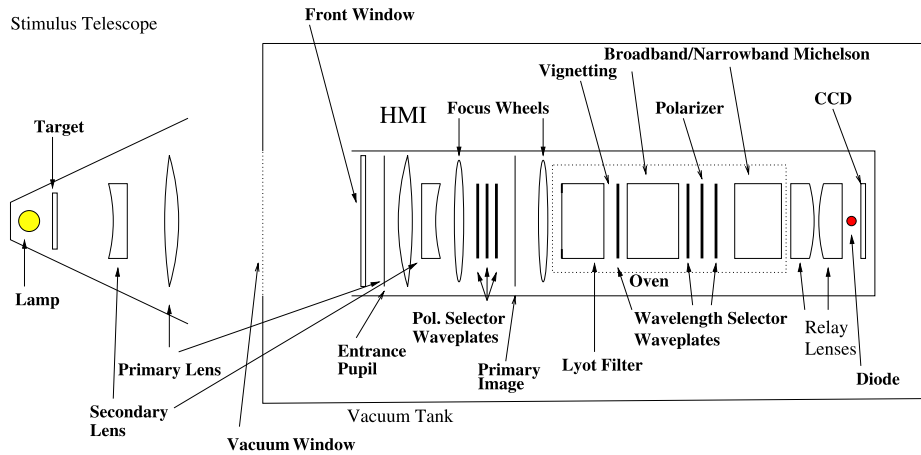 Stimulus Telescope
Front Window
Broadband/Narrowband Michelson
Vignetting
CCD
HMI
Focus Wheels
Polarizer
Target
Oven
Lamp
Pol. Selector
Waveplates
Wavelength Selector
Waveplates
Relay
Lenses
Entrance
Pupil
Primary Lens
Primary
Image
Lyot Filter
Diode
Secondary
Lens
Vacuum Tank
Vacuum Window